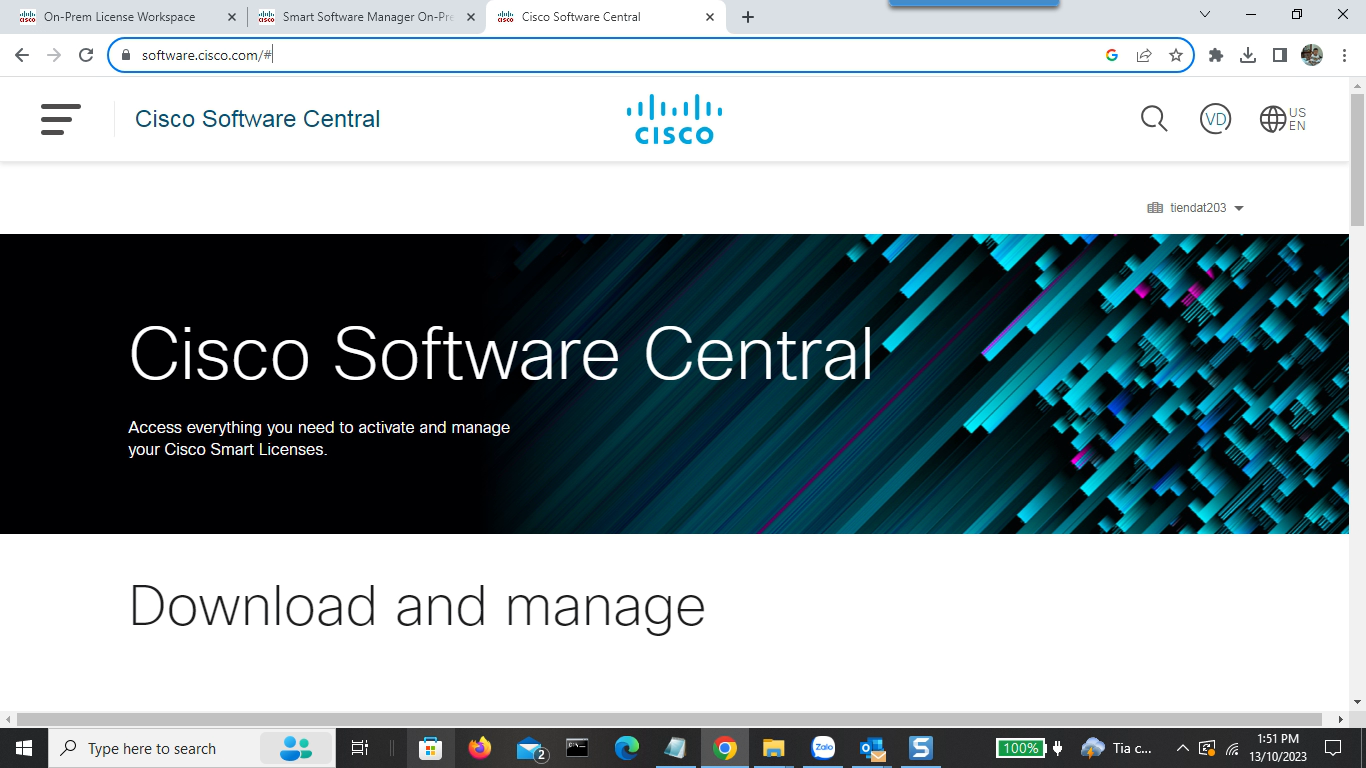 On-Prem License Workspace
Smart Software Manager On-Pre
Cisco Software Central
software.cisco.com/#
Cisco Software Central
CISCO
VD
US
EN
tiendat203
Cisco Software Central
Access everything you need to activate and manage
your Cisco Smart Licenses.
Download and manage
Type here to search
2
Zalo
S
100%
Tia c...
1:51 PM
13/10/2023